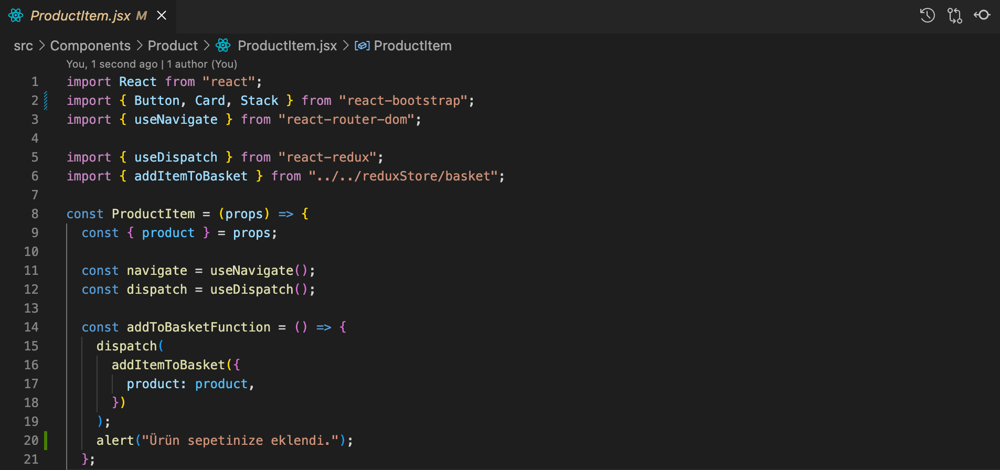 ProductItem.jsx M
src > Components > Product > ProductItem.jsx > ProductItem
You, 1 second ago | 1 author (You)
1 import React from "react";
2 import { Button, Card, Stack } from "react-bootstrap";
3 import { useNavigate } from "react-router-dom";
4
5 import { useDispatch } from "react-redux";
6 import { addItemToBasket } from "../../reduxStore/basket";
7
8 const ProductItem = (props) => {
9   const { product } = props;
10
11   const navigate = useNavigate();
12   const dispatch = useDispatch();
13
14   const addToBasketFunction = () => {
15     dispatch(
16       addItemToBasket({
17         product: product,
18       })
19     );
20     alert("Ürün sepetinize eklendi.");
21   };